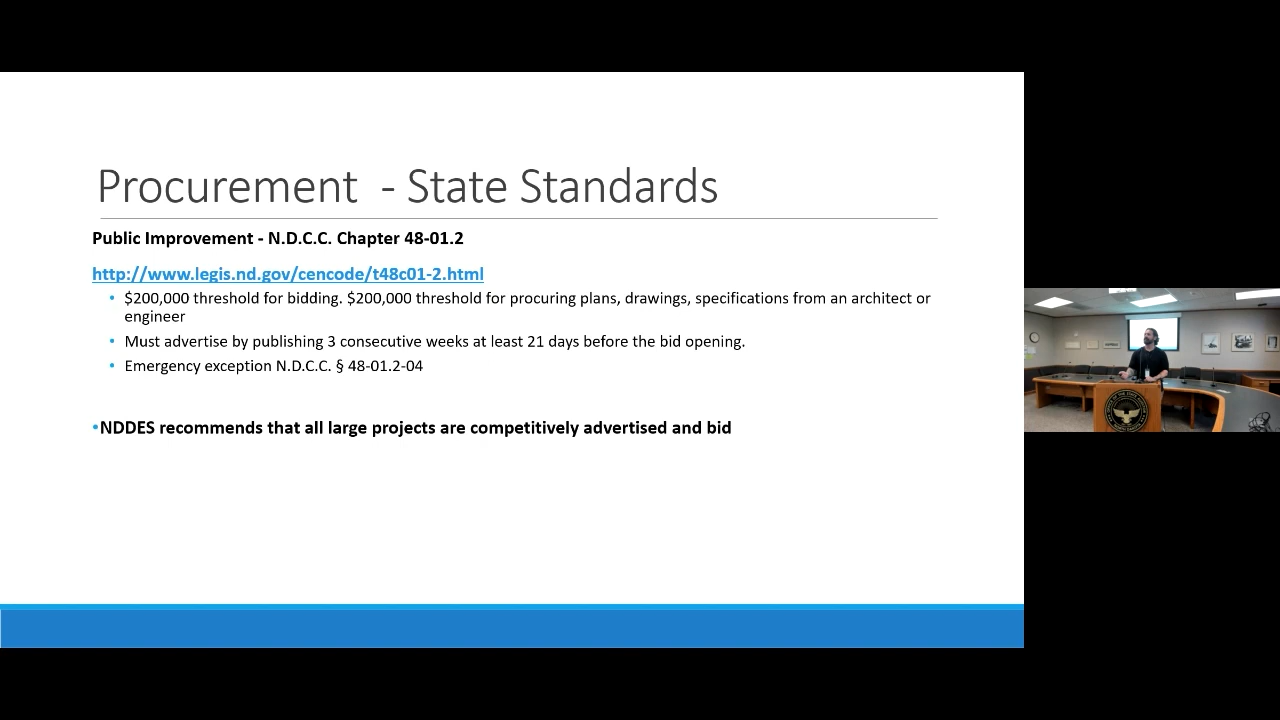 Procurement  - State Standards
Public Improvement - N.D.C.C. Chapter 48-01.2
http://www.legis.nd.gov/cencode/t48c01-2.html
• $200,000 threshold for bidding. $200,000 threshold for procuring plans, drawings, specifications from an architect or
engineer
• Must advertise by publishing 3 consecutive weeks at least 21 days before the bid opening.
• Emergency exception N.D.C.C. § 48-01.2-04
•NDDES recommends that all large projects are competitively advertised and bid